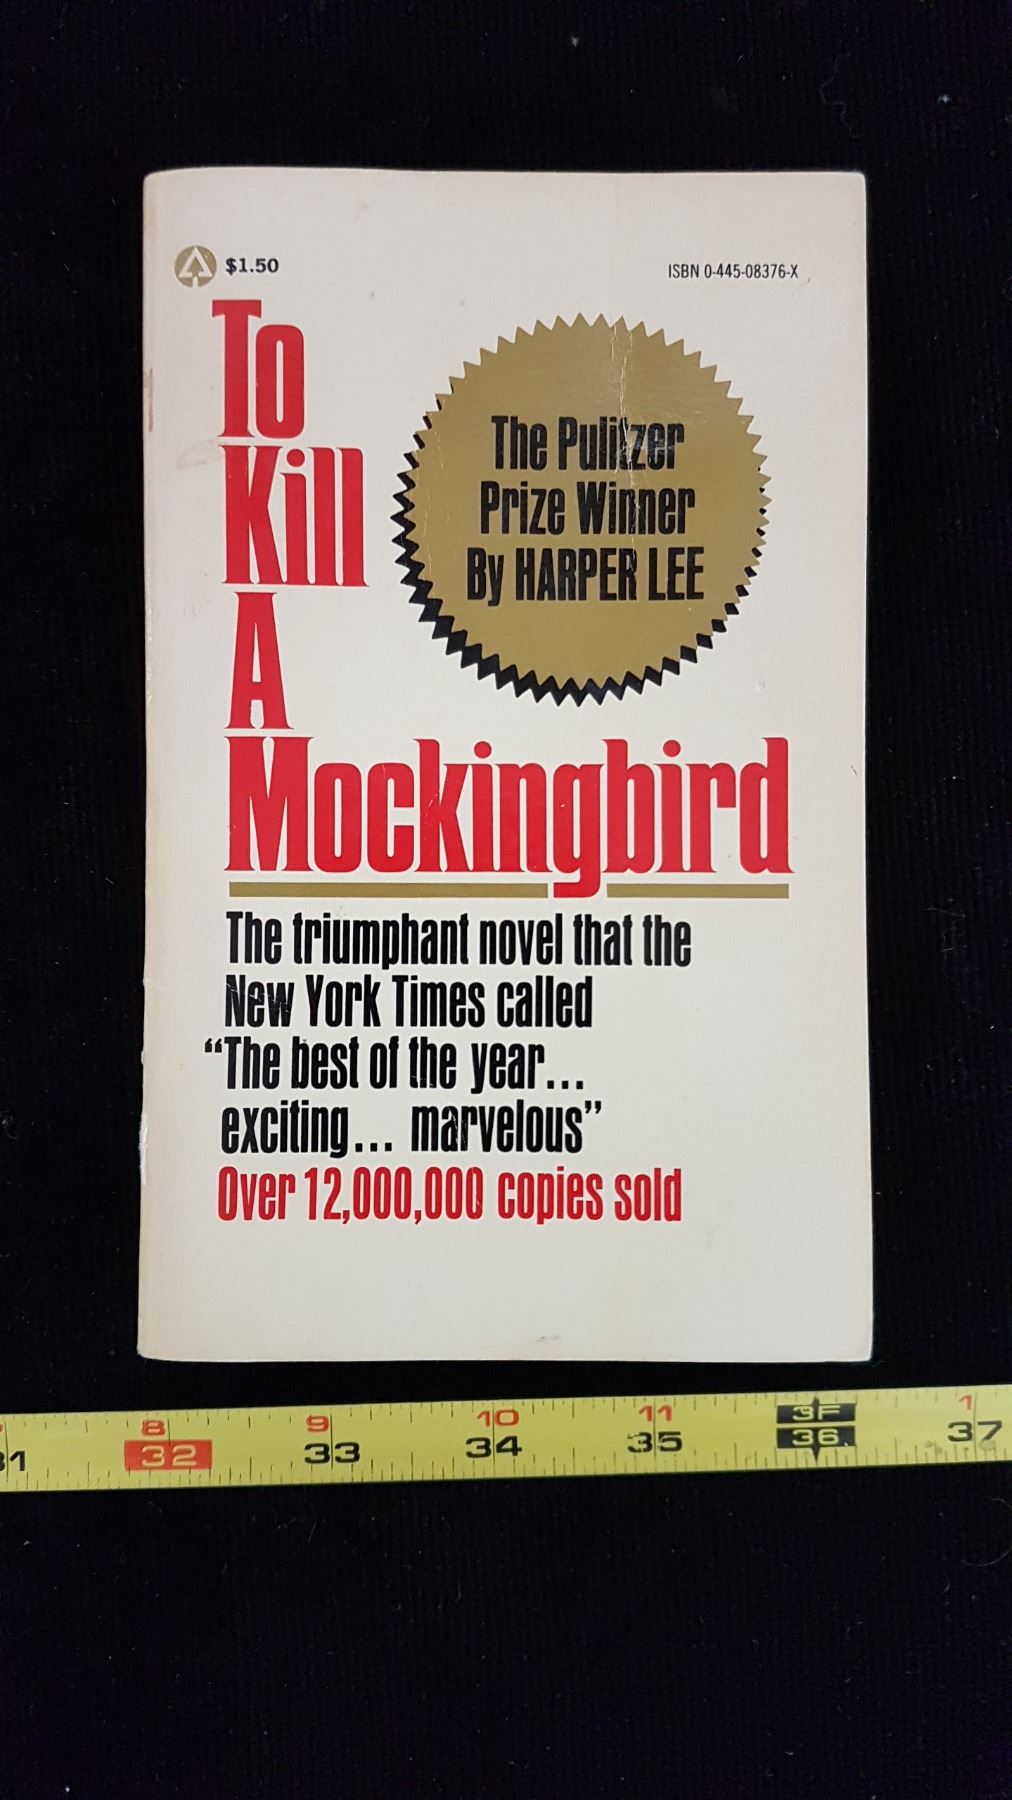 $1.50
ISBN 0-445-08376-X
To
Kill
A
Mockingbird
The Pulitzer
Prize Winner
By HARPER LEE
The triumphant novel that the
New York Times called
“The best of the year...
exciting... marvelous”
Over 12,000,000 copies sold
8 9 10 11 3F 1
32 33 34 35 36 37